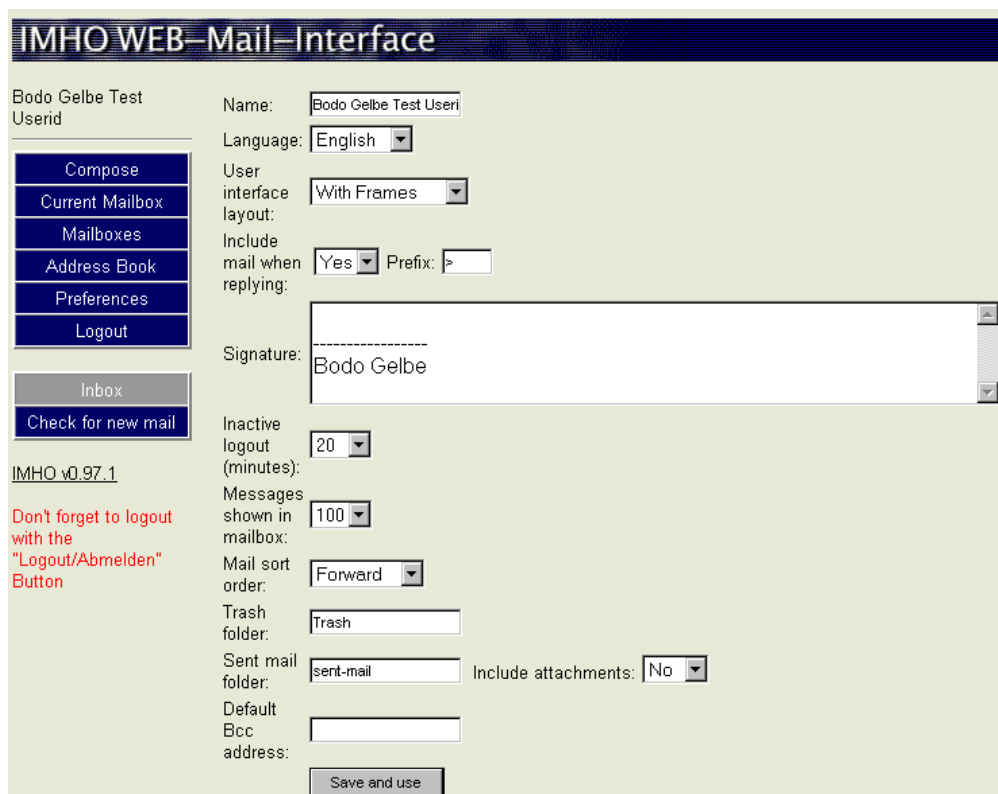 IMHO WEB–Mail–Interface
Bodo Gelbe Test
Userid
Compose
Current Mailbox
Mailboxes
Address Book
Preferences
Logout
Inbox
Check for new mail
IMHO v0.97.1
Don't forget to logout
with the
"Logout/Abmelden"
Button
Name: Bodo Gelbe Test Useri
Language: English
User
interface
layout:
With Frames
Include
mail when
replying:
Yes Prefix: >
Signature:
----------------
Bodo Gelbe
Inactive
logout
(minutes):
20
Messages
shown in
mailbox:
100
Mail sort
order:
Forward
Trash
folder:
Trash
Sent mail
folder:
sent-mail Include attachments: No
Default
Bcc
address:
Save and use